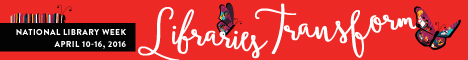 NATIONAL LIBRARY WEEK
APRIL 10-16, 2016
Libraries Transform